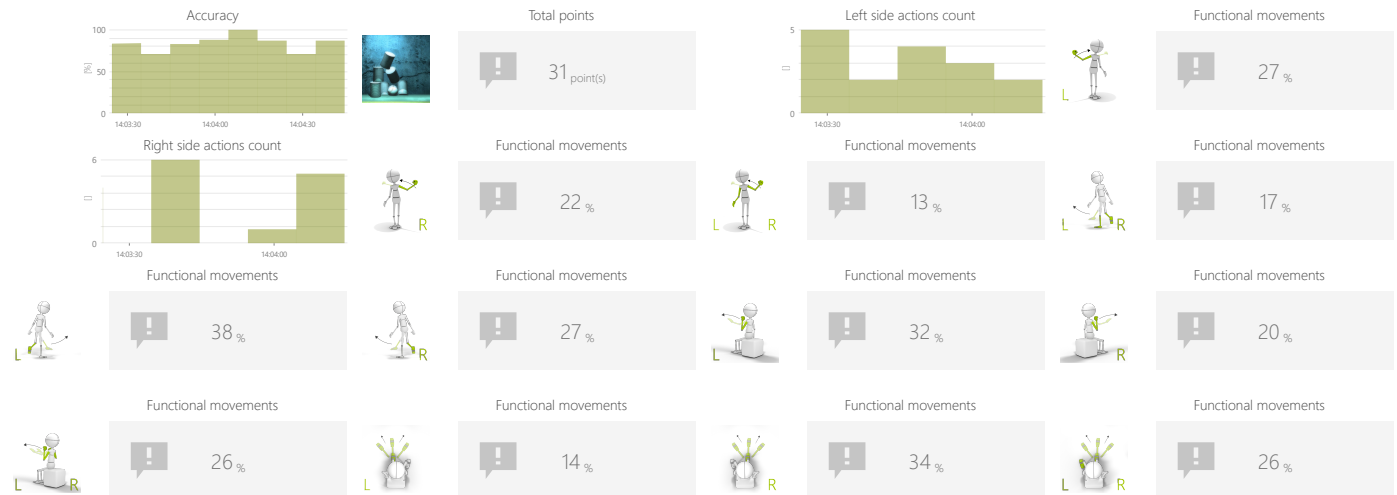 Accuracy
[%]
100
50
0
14:03:30
14:04:00
14:04:30
Total points
31 point(s)
Left side actions count
[]
5
0
14:03:30
14:04:00
Functional movements
L
27 %
Right side actions count
[]
6
0
14:03:30
14:04:00
Functional movements
R
22 %
Functional movements
L R
13 %
Functional movements
L R
17 %
Functional movements
L
38 %
Functional movements
R
27 %
Functional movements
L
32 %
Functional movements
R
20 %
Functional movements
L R
26 %
Functional movements
L
14 %
Functional movements
R
34 %
Functional movements
L R
26 %